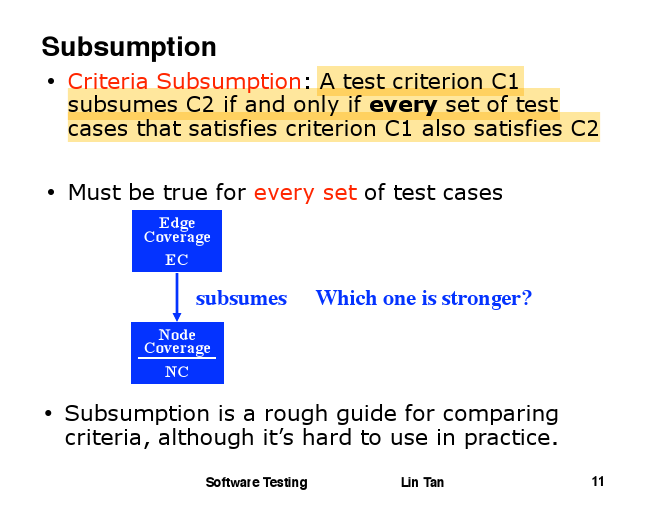 Subsumption
• Criteria Subsumption: A test criterion C1
subsumes C2 if and only if every set of test
cases that satisfies criterion C1 also satisfies C2
• Must be true for every set of test cases
Edge
Coverage
EC
subsumes Which one is stronger?
Node
Coverage
NC
• Subsumption is a rough guide for comparing
criteria, although it’s hard to use in practice.
Software Testing Lin Tan 11